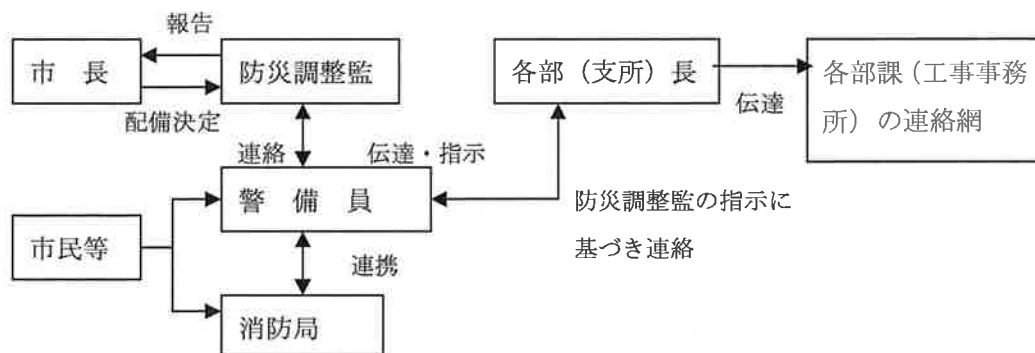 報告
市　長
防災調整監
各部（支所）長
各部課（工事事務
所）の連絡網
伝達
配備決定
連絡
伝達・指示
警　備　員
防災調整監の指示に
基づき連絡
市民等
連携
消防局